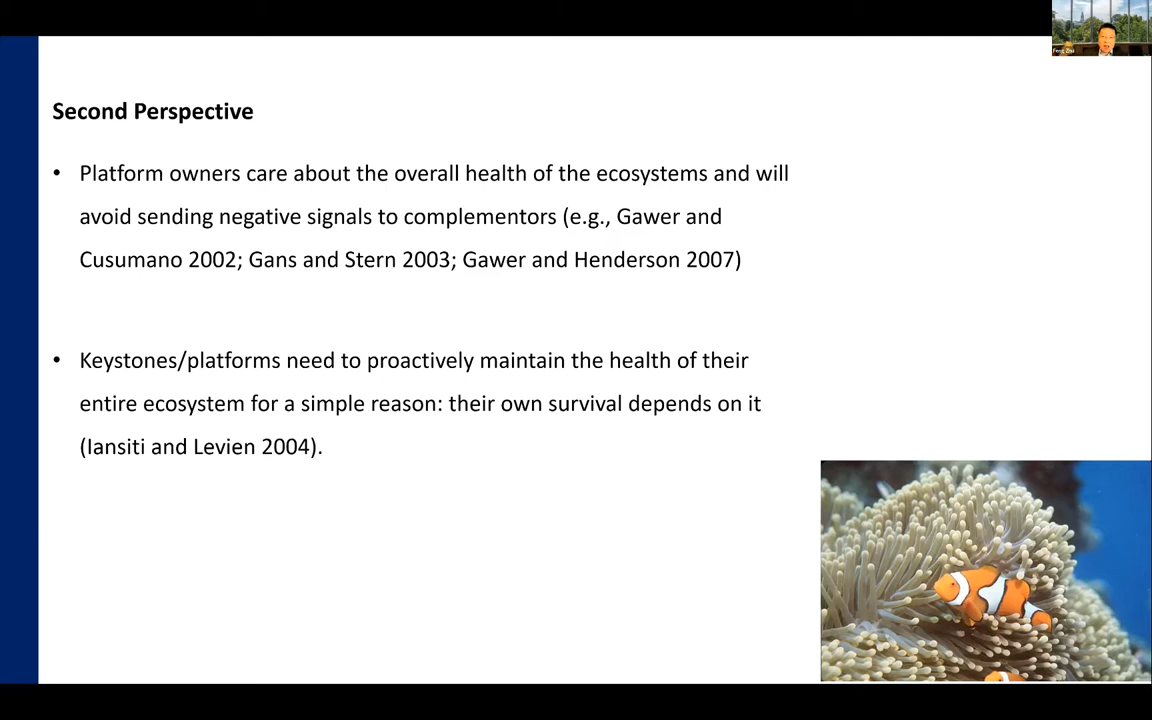 Feng Zhu
Second Perspective
• Platform owners care about the overall health of the ecosystems and will
avoid sending negative signals to complementors (e.g., Gawer and
Cusumano 2002; Gans and Stern 2003; Gawer and Henderson 2007)
• Keystones/platforms need to proactively maintain the health of their
entire ecosystem for a simple reason: their own survival depends on it
(Iansiti and Levien 2004).